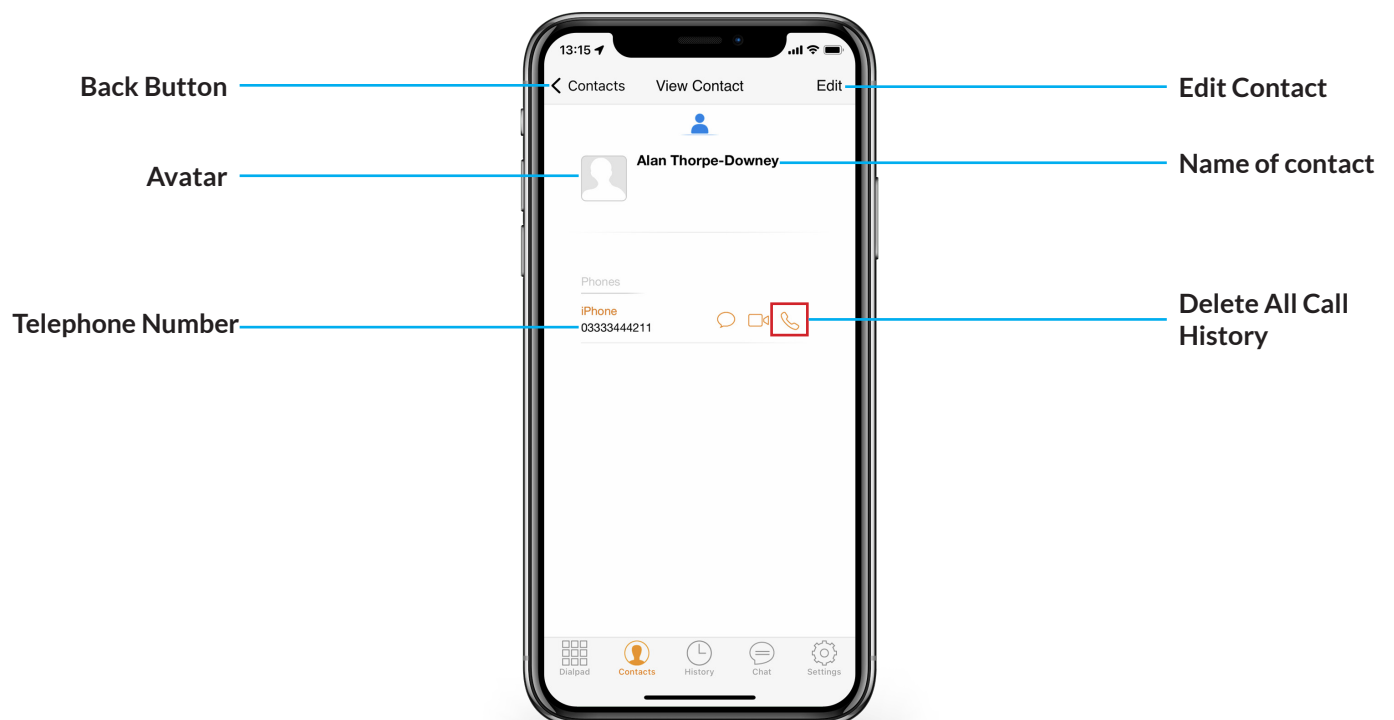 13:15
Back Button
Contacts View Contact Edit
Edit Contact
Avatar
Alan Thorpe-Downey
Name of contact
Phones
Telephone Number
iPhone
03333444211
Delete All Call
History
Dialpad Contacts History Chat Settings